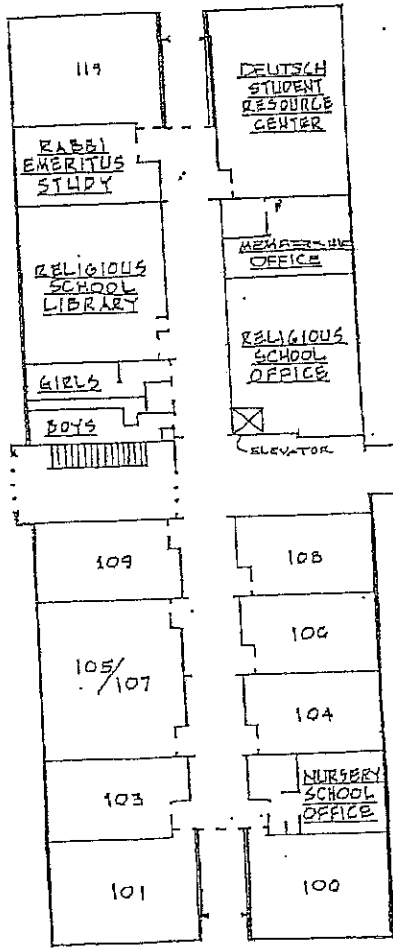 119
RABBI
EMERITUS
STUDY
RELIGIOUS
SCHOOL
LIBRARY
GIRLS
BOYS
DEUTSCH
STUDENT
RESOURCE
CENTER
MEMBERSHIP
OFFICE
RELIGIOUS
SCHOOL
OFFICE
ELEVATOR
109
108
105/107
106
104
103
NURSERY
SCHOOL
OFFICE
101
100